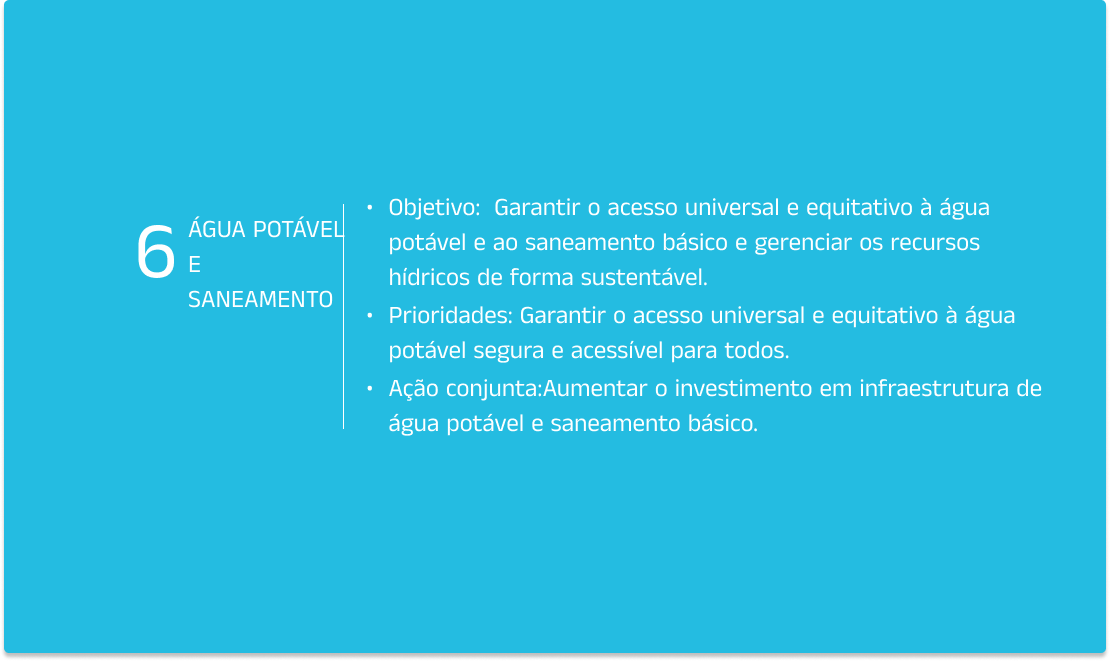 6
ÁGUA POTÁVEL
E
SANEAMENTO
• Objetivo:  Garantir o acesso universal e equitativo à água
potável e ao saneamento básico e gerenciar os recursos
hídricos de forma sustentável.
• Prioridades: Garantir o acesso universal e equitativo à água
potável segura e acessível para todos.
• Ação conjunta:Aumentar o investimento em infraestrutura de
água potável e saneamento básico.